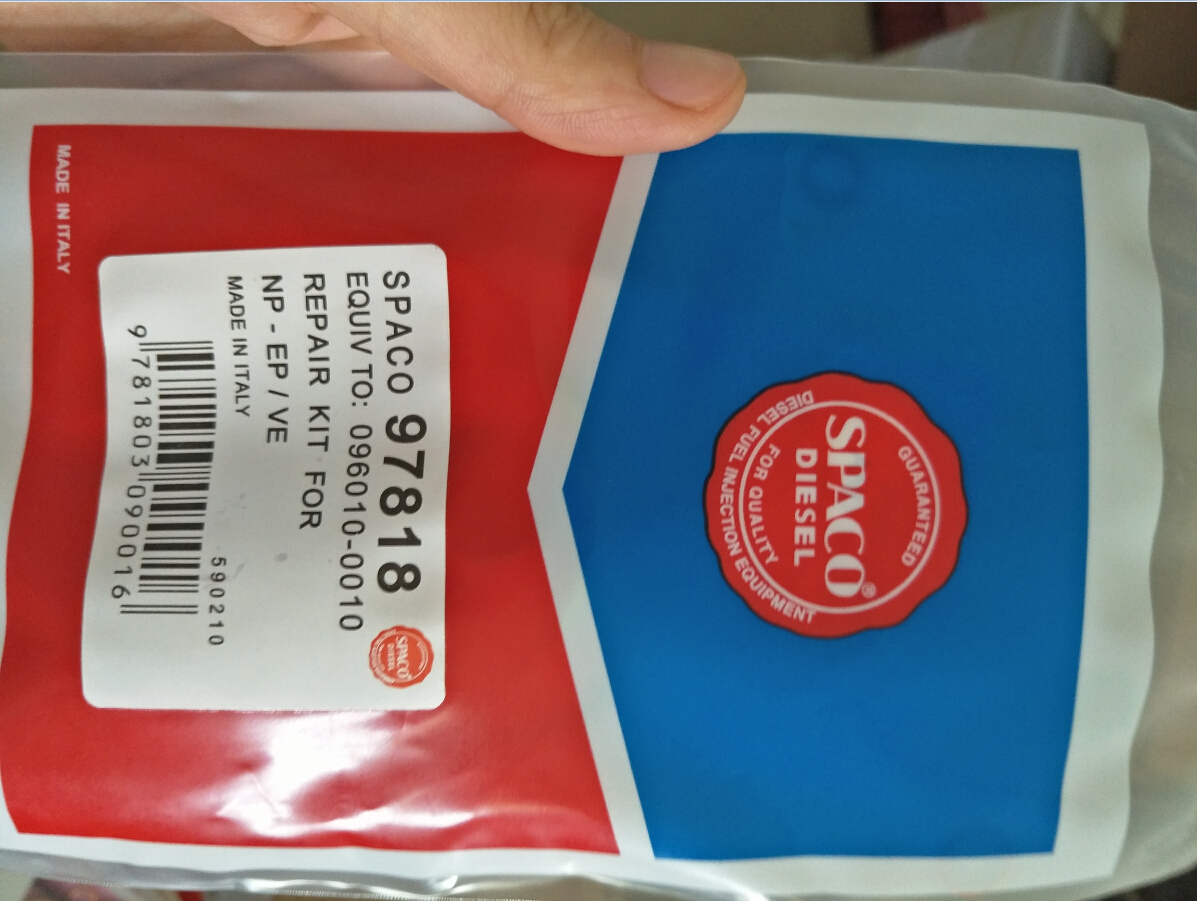 GUARANTEED
SPACO®
DIESEL
FOR QUALITY
DIESEL FUEL INJECTION EQUIPMENT
SPACO 97818
EQUIV TO: 096010-0010
REPAIR KIT FOR
NP - EP / VE
MADE IN ITALY
590210
9 781803 090016
SPACO
DIESEL
MADE IN ITALY